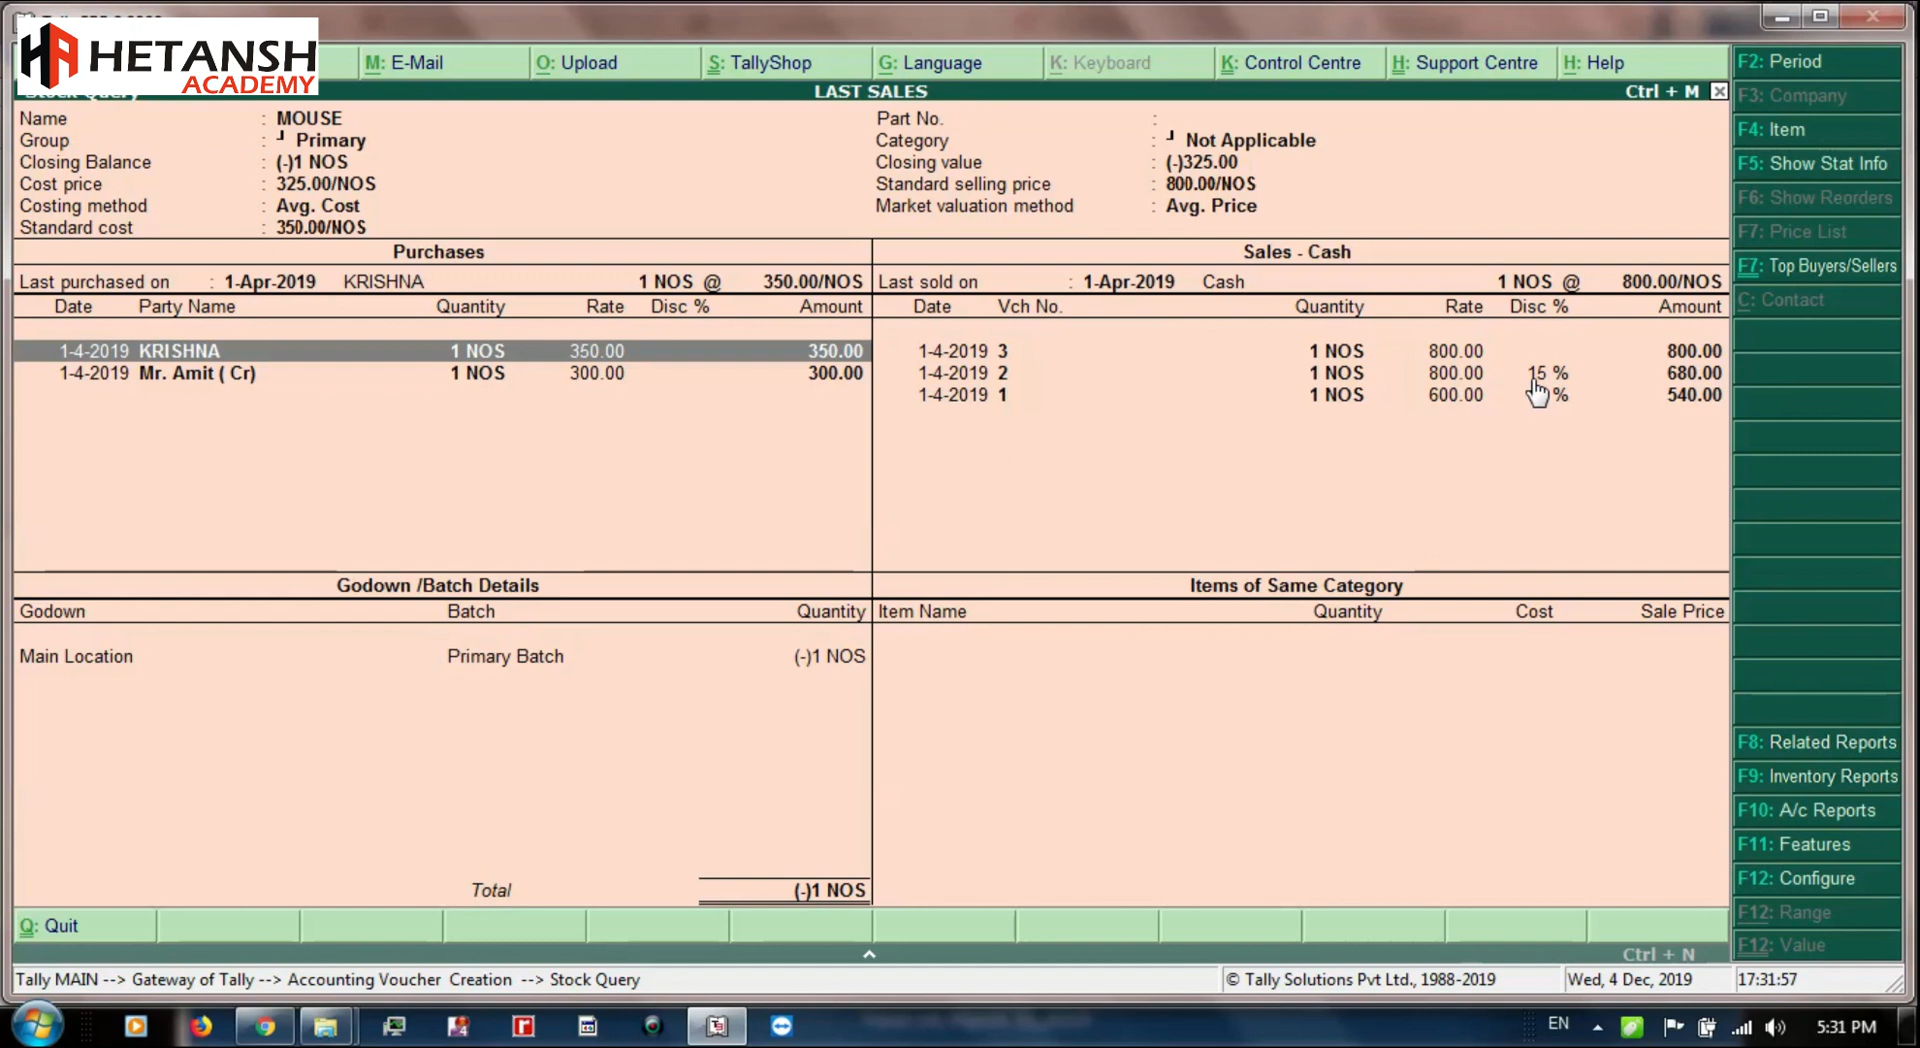 HETANSH
ACADEMY
M: E-Mail O: Upload S: TallyShop G: Language K: Keyboard K: Control Centre H: Support Centre H: Help
Stock Query LAST SALES Ctrl + M
Name : MOUSE Part No. :
Group : Primary Category : Not Applicable
Closing Balance : (-)1 NOS Closing value : (-)325.00
Cost price : 325.00/NOS Standard selling price : 800.00/NOS
Costing method : Avg. Cost Market valuation method : Avg. Price
Standard cost : 350.00/NOS
Purchases Sales - Cash
Last purchased on : 1-Apr-2019 KRISHNA 1 NOS @ 350.00/NOS Last sold on : 1-Apr-2019 Cash 1 NOS @ 800.00/NOS
Date Party Name Quantity Rate Disc % Amount Date Vch No. Quantity Rate Disc % Amount
1-4-2019 KRISHNA 1 NOS 350.00 350.00 1-4-2019 3 1 NOS 800.00 800.00
1-4-2019 Mr. Amit ( Cr) 1 NOS 300.00 300.00 1-4-2019 2 1 NOS 800.00 15 % 680.00
1-4-2019 1 1 NOS 600.00 % 540.00
Godown /Batch Details Items of Same Category
Godown Batch Quantity Item Name Quantity Cost Sale Price
Main Location Primary Batch (-)1 NOS
Total (-)1 NOS
Q: Quit
Ctrl + N
F2: Period
F3: Company
F4: Item
F5: Show Stat Info
F6: Show Reorders
F7: Price List
F7: Top Buyers/Sellers
C: Contact
F8: Related Reports
F9: Inventory Reports
F10: A/c Reports
F11: Features
F12: Configure
F12: Range
F12: Value
Tally MAIN --> Gateway of Tally --> Accounting Voucher Creation --> Stock Query © Tally Solutions Pvt Ltd., 1988-2019 Wed, 4 Dec, 2019 17:31:57
EN 5:31 PM